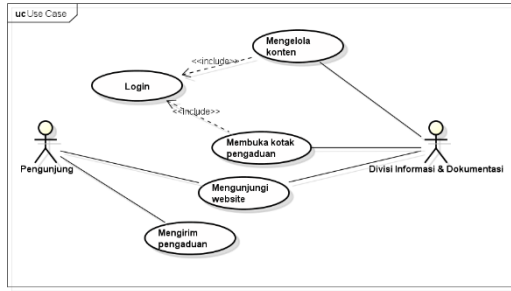 uc Use Case
Mengelola
konten
<<include>>
Login
<<include>>
Membuka kotak
pengaduan
Pengunjung
Divisi Informasi & Dokumentasi
Mengunjungi
website
Mengirim
pengaduan